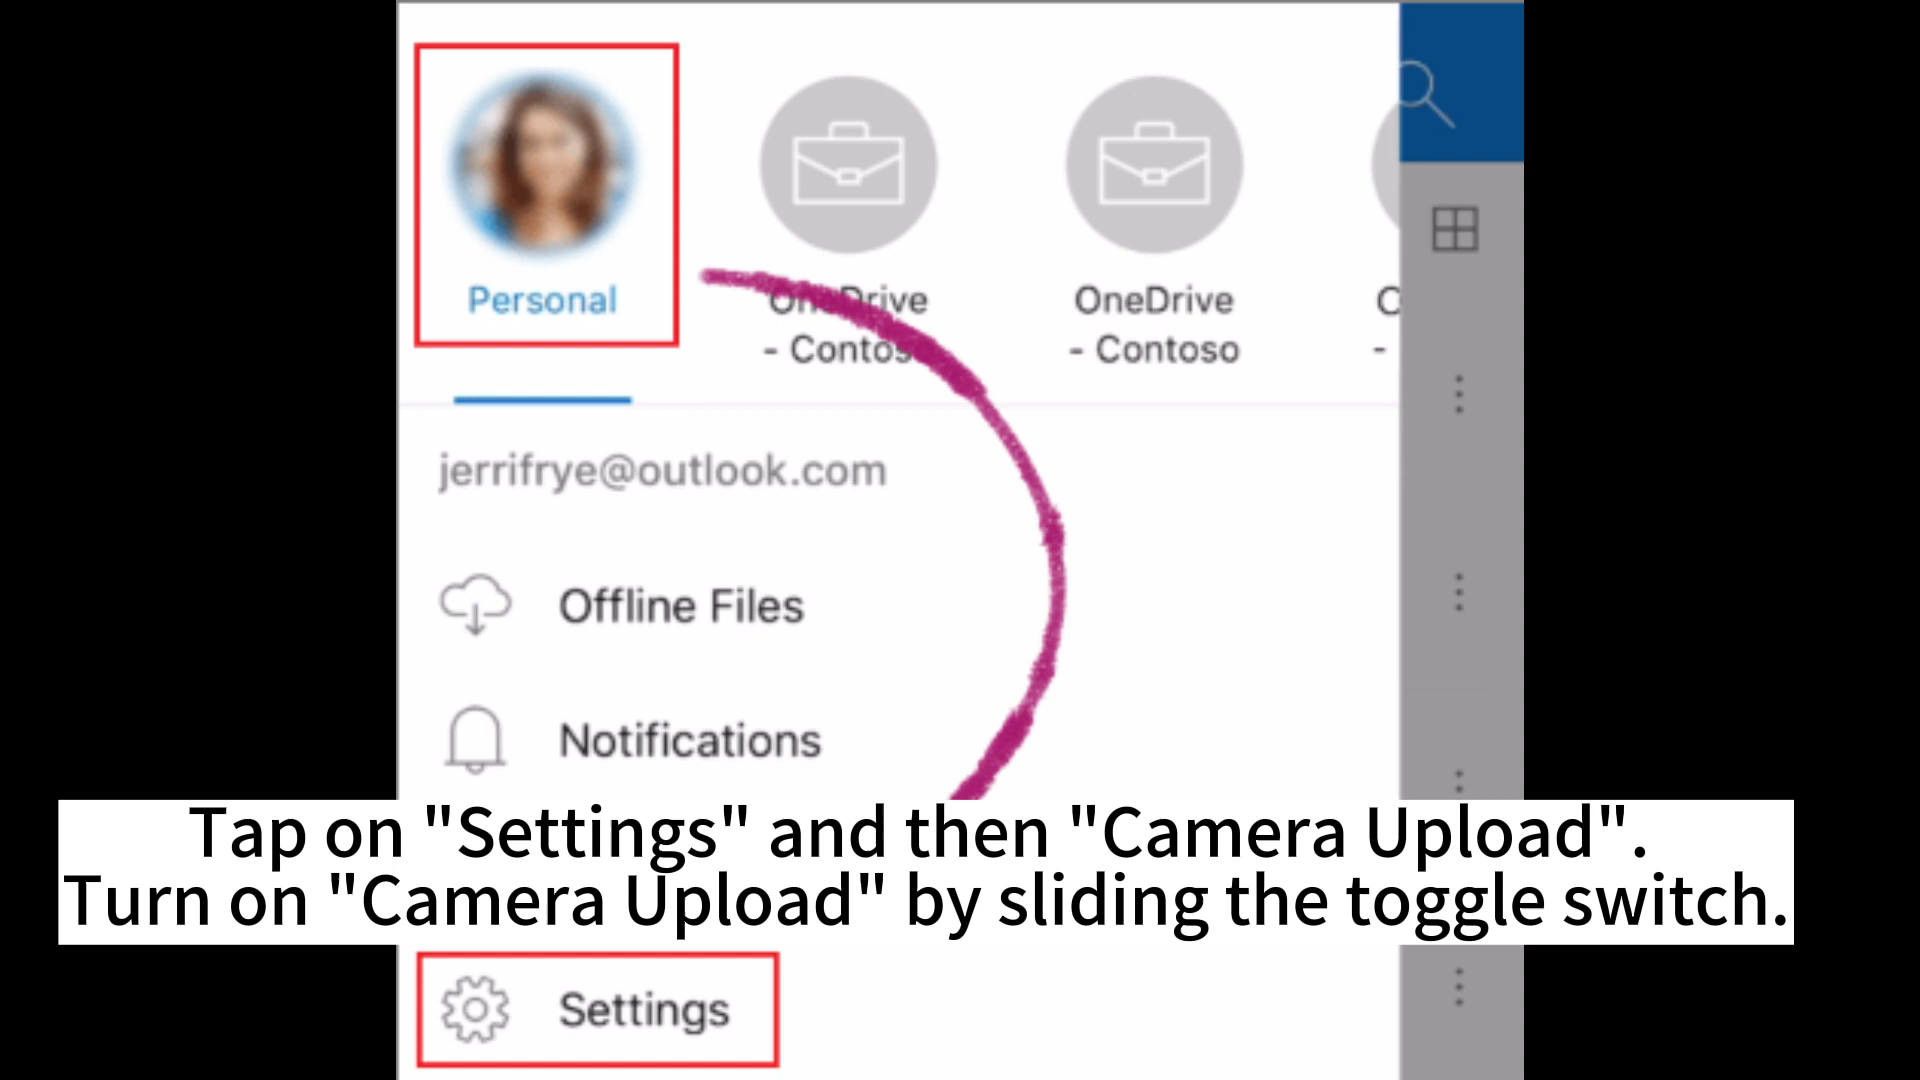 Personal
OneDrive
- Contoso
OneDrive
- Contoso
-
jerrifrye@outlook.com
Offline Files
Notifications
Tap on "Settings" and then "Camera Upload".
Turn on "Camera Upload" by sliding the toggle switch.
Settings